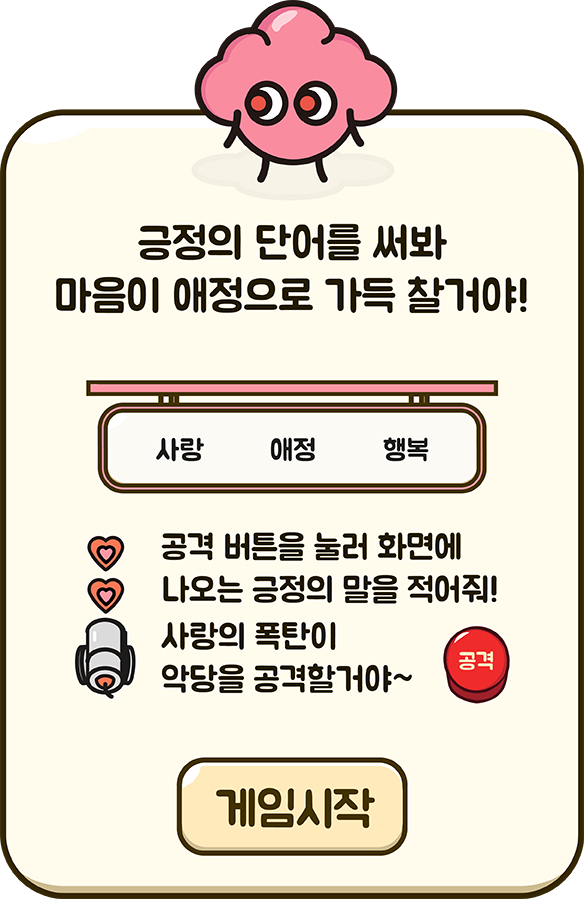 긍정의 단어를 써봐
마음이 애정으로 가득 찰거야!
사랑 애정 행복
공격 버튼을 눌러 화면에
나오는 긍정의 말을 적어줘!
사랑의 폭탄이
악당을 공격할거야~
공격
게임시작